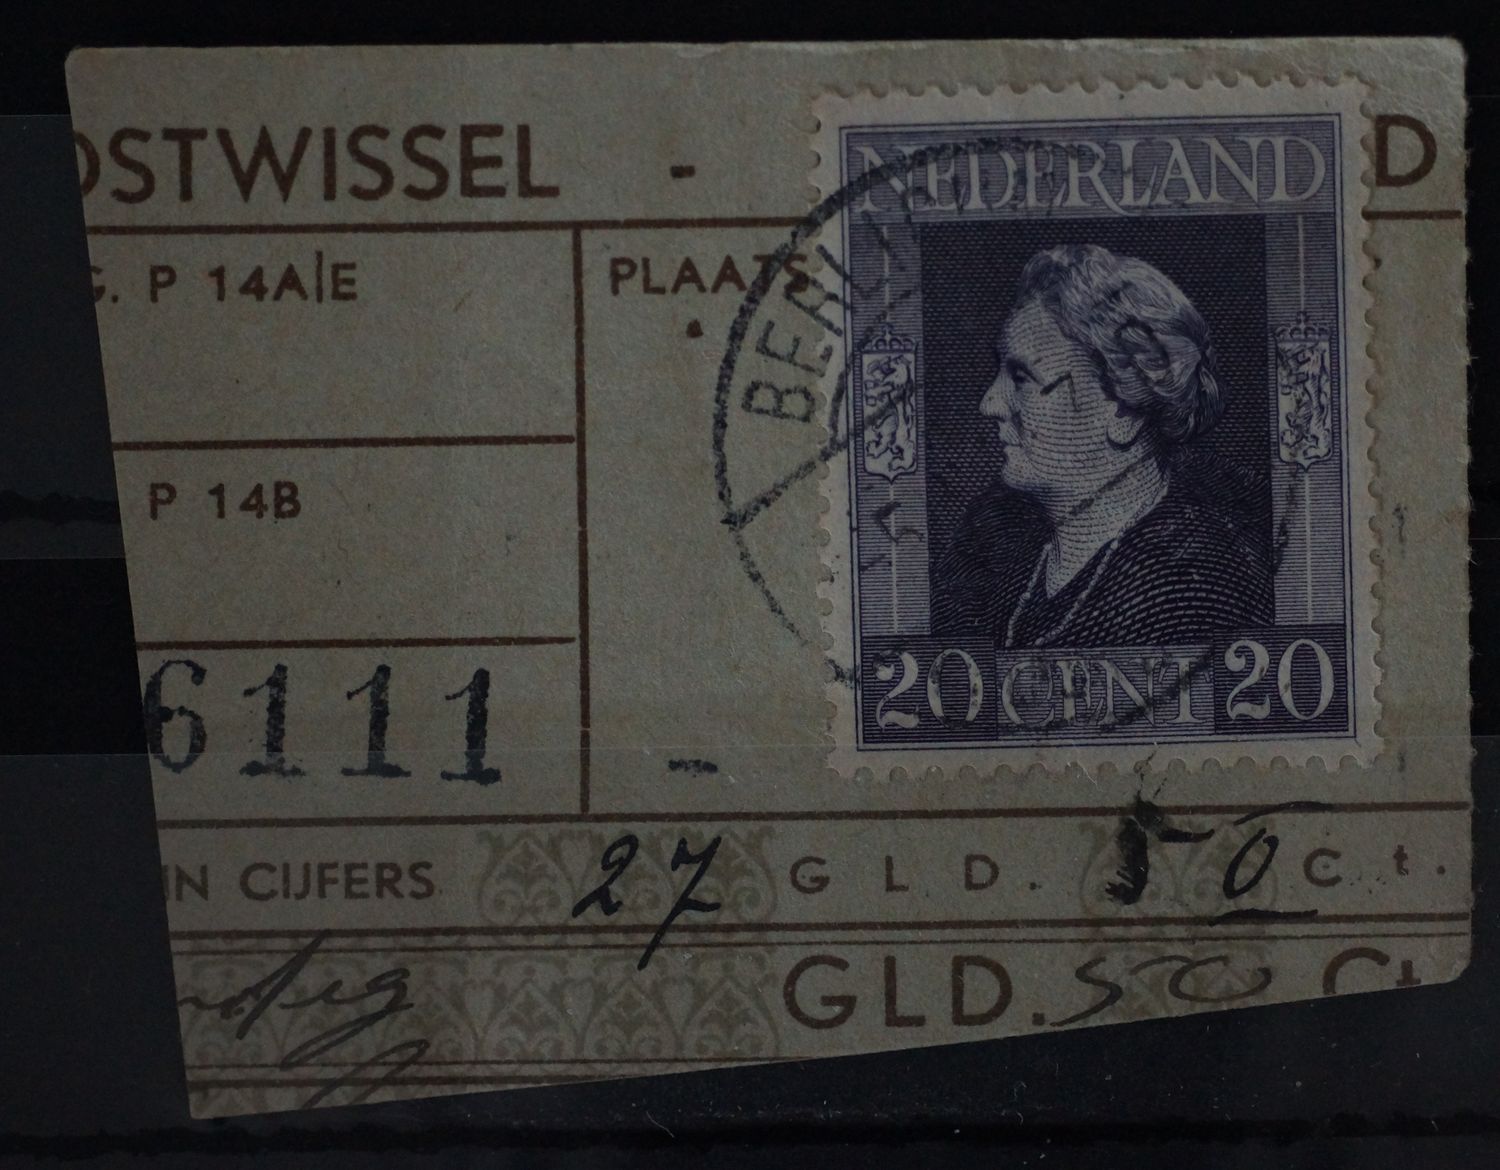 OSTWISSEL - D
NEDERLAND
G. P 14A|E
PLAATS
P 14B
6111
20 CENT 20
-
IN CIJFERS 27 GLD. 50 Ct.
GLD. 50 Ct